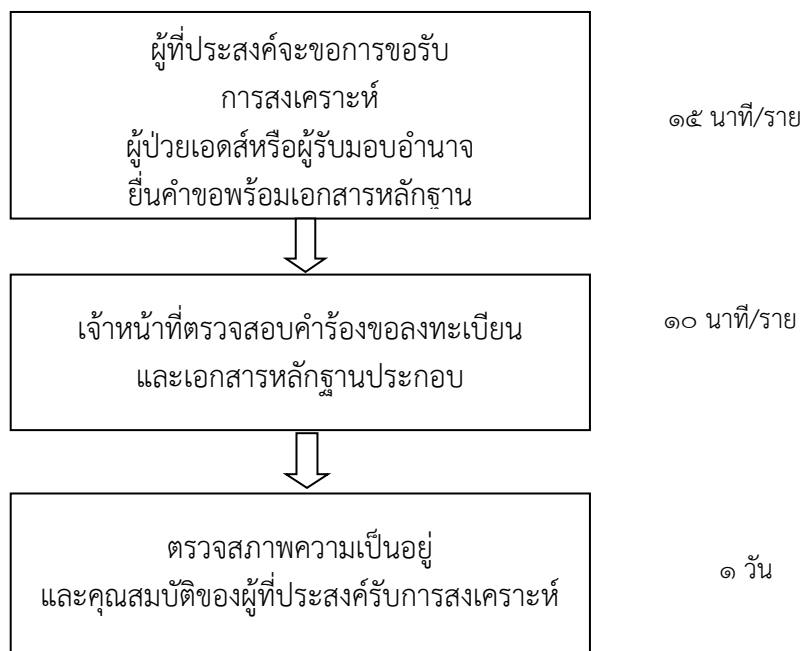 ผู้ที่ประสงค์จะขอการขอรับ
การสงเคราะห์
ผู้ป่วยเอดส์หรือผู้รับมอบอำนาจ
ยื่นคำขอพร้อมเอกสารหลักฐาน
๑๕ นาที/ราย
เจ้าหน้าที่ตรวจสอบคำร้องขอลงทะเบียน
และเอกสารหลักฐานประกอบ
๑๐ นาที/ราย
ตรวจสภาพความเป็นอยู่
และคุณสมบัติของผู้ที่ประสงค์รับการสงเคราะห์
๑ วัน